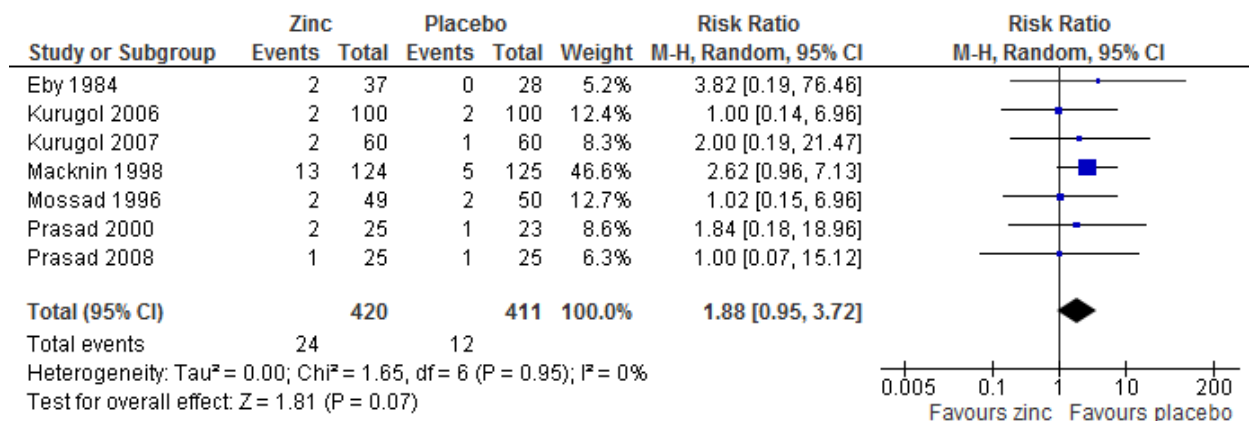 Zinc Placebo Risk Ratio Risk Ratio
Study or Subgroup Events Total Events Total Weight M-H, Random, 95% CI M-H, Random, 95% CI
Eby 1984 2 37 0 28 5.2% 3.82 [0.19, 76.46]
Kurugol 2006 2 100 2 100 12.4% 1.00 [0.14, 6.96]
Kurugol 2007 2 60 1 60 8.3% 2.00 [0.19, 21.47]
Macknin 1998 13 124 5 125 46.6% 2.62 [0.96, 7.13]
Mossad 1996 2 49 2 50 12.7% 1.02 [0.15, 6.96]
Prasad 2000 2 25 1 23 8.6% 1.84 [0.18, 18.96]
Prasad 2008 1 25 1 25 6.3% 1.00 [0.07, 15.12]
Total (95% CI) 420 411 100.0% 1.88 [0.95, 3.72]
Total events 24 12
Heterogeneity: Tau² = 0.00; Chi² = 1.65, df = 6 (P = 0.95); I² = 0%
Test for overall effect: Z = 1.81 (P = 0.07)
0.005 0.1 1 10 200
Favours zinc Favours placebo